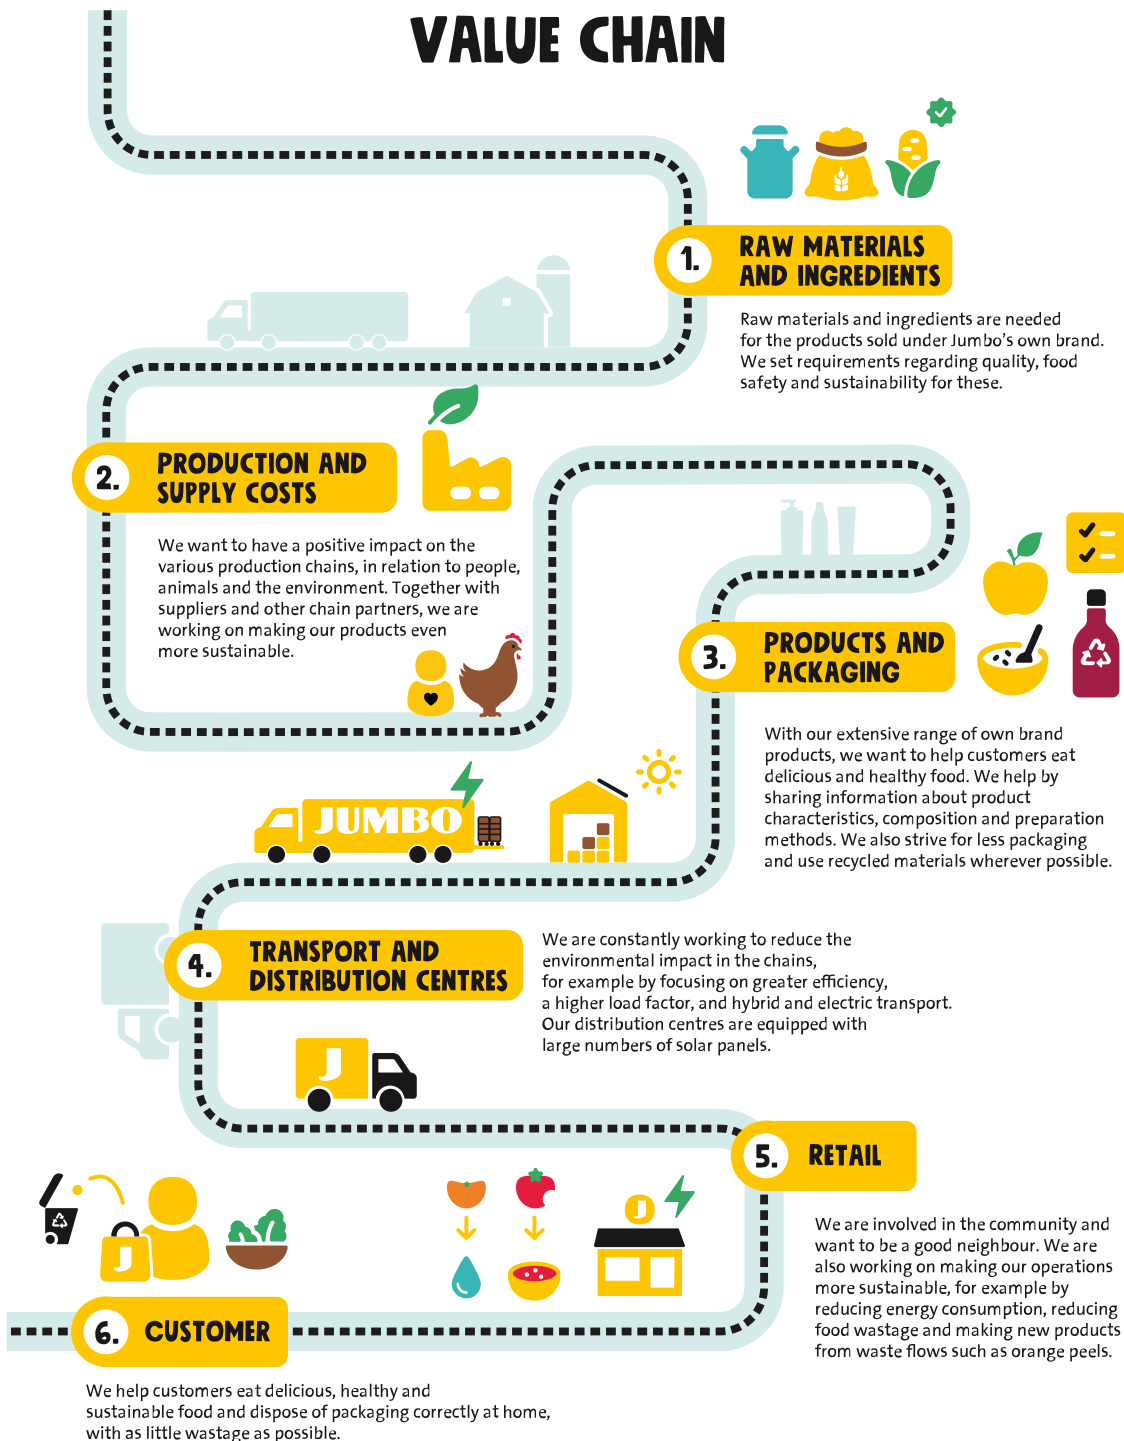 VALUE CHAIN
1.
RAW MATERIALS
AND INGREDIENTS
Raw materials and ingredients are needed
for the products sold under Jumbo's own brand.
We set requirements regarding quality, food
safety and sustainability for these.
2.
PRODUCTION AND
SUPPLY COSTS
We want to have a positive impact on the
various production chains, in relation to people,
animals and the environment. Together with
suppliers and other chain partners, we are
working on making our products even
more sustainable.
3.
PRODUCTS AND
PACKAGING
With our extensive range of own brand
products, we want to help customers eat
delicious and healthy food. We help by
sharing information about product
characteristics, composition and preparation
methods. We also strive for less packaging
and use recycled materials wherever possible.
JUMBO
4.
TRANSPORT AND
DISTRIBUTION CENTRES
We are constantly working to reduce the
environmental impact in the chains,
for example by focusing on greater efficiency,
a higher load factor, and hybrid and electric transport.
Our distribution centres are equipped with
large numbers of solar panels.
J
5.
RETAIL
We are involved in the community and
want to be a good neighbour. We are
also working on making our operations
more sustainable, for example by
reducing energy consumption, reducing
food wastage and making new products
from waste flows such as orange peels.
J
J
6.
CUSTOMER
We help customers eat delicious, healthy and
sustainable food and dispose of packaging correctly at home,
with as little wastage as possible.